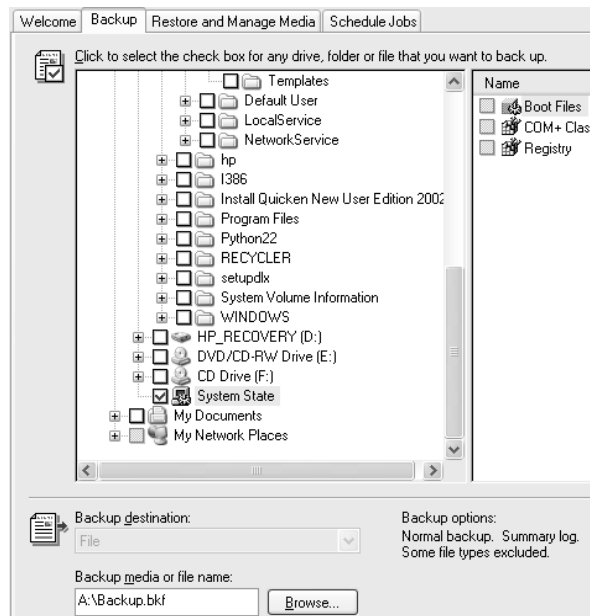 Welcome Backup Restore and Manage Media Schedule Jobs
Click to select the check box for any drive, folder or file that you want to back up.
Templates
Default User
LocalService
NetworkService
hp
I386
Install Quicken New User Edition 2002
Program Files
Python22
RECYCLER
setupdlx
System Volume Information
WINDOWS
HP_RECOVERY (D:)
DVD/CD-RW Drive (E:)
CD Drive (F:)
System State
My Documents
My Network Places
Name
Boot Files
COM+ Clas
Registry
Backup destination:
File
Backup media or file name:
A:\Backup.bkf
Browse...
Backup options:
Normal backup. Summary log.
Some file types excluded.